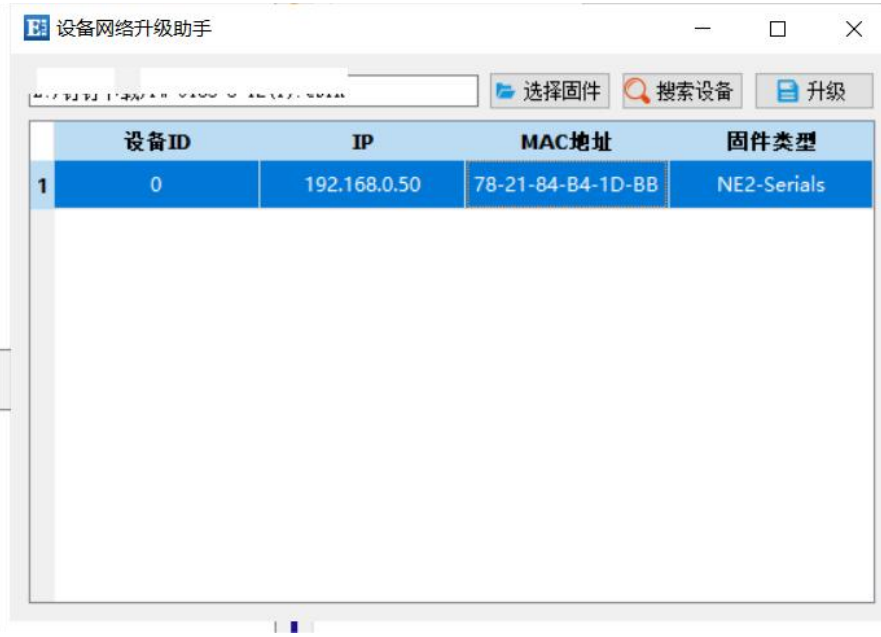 设备网络升级助手
选择固件 搜索设备 升级
设备ID IP MAC地址 固件类型
1 0 192.168.0.50 78-21-84-B4-1D-BB NE2-Serials